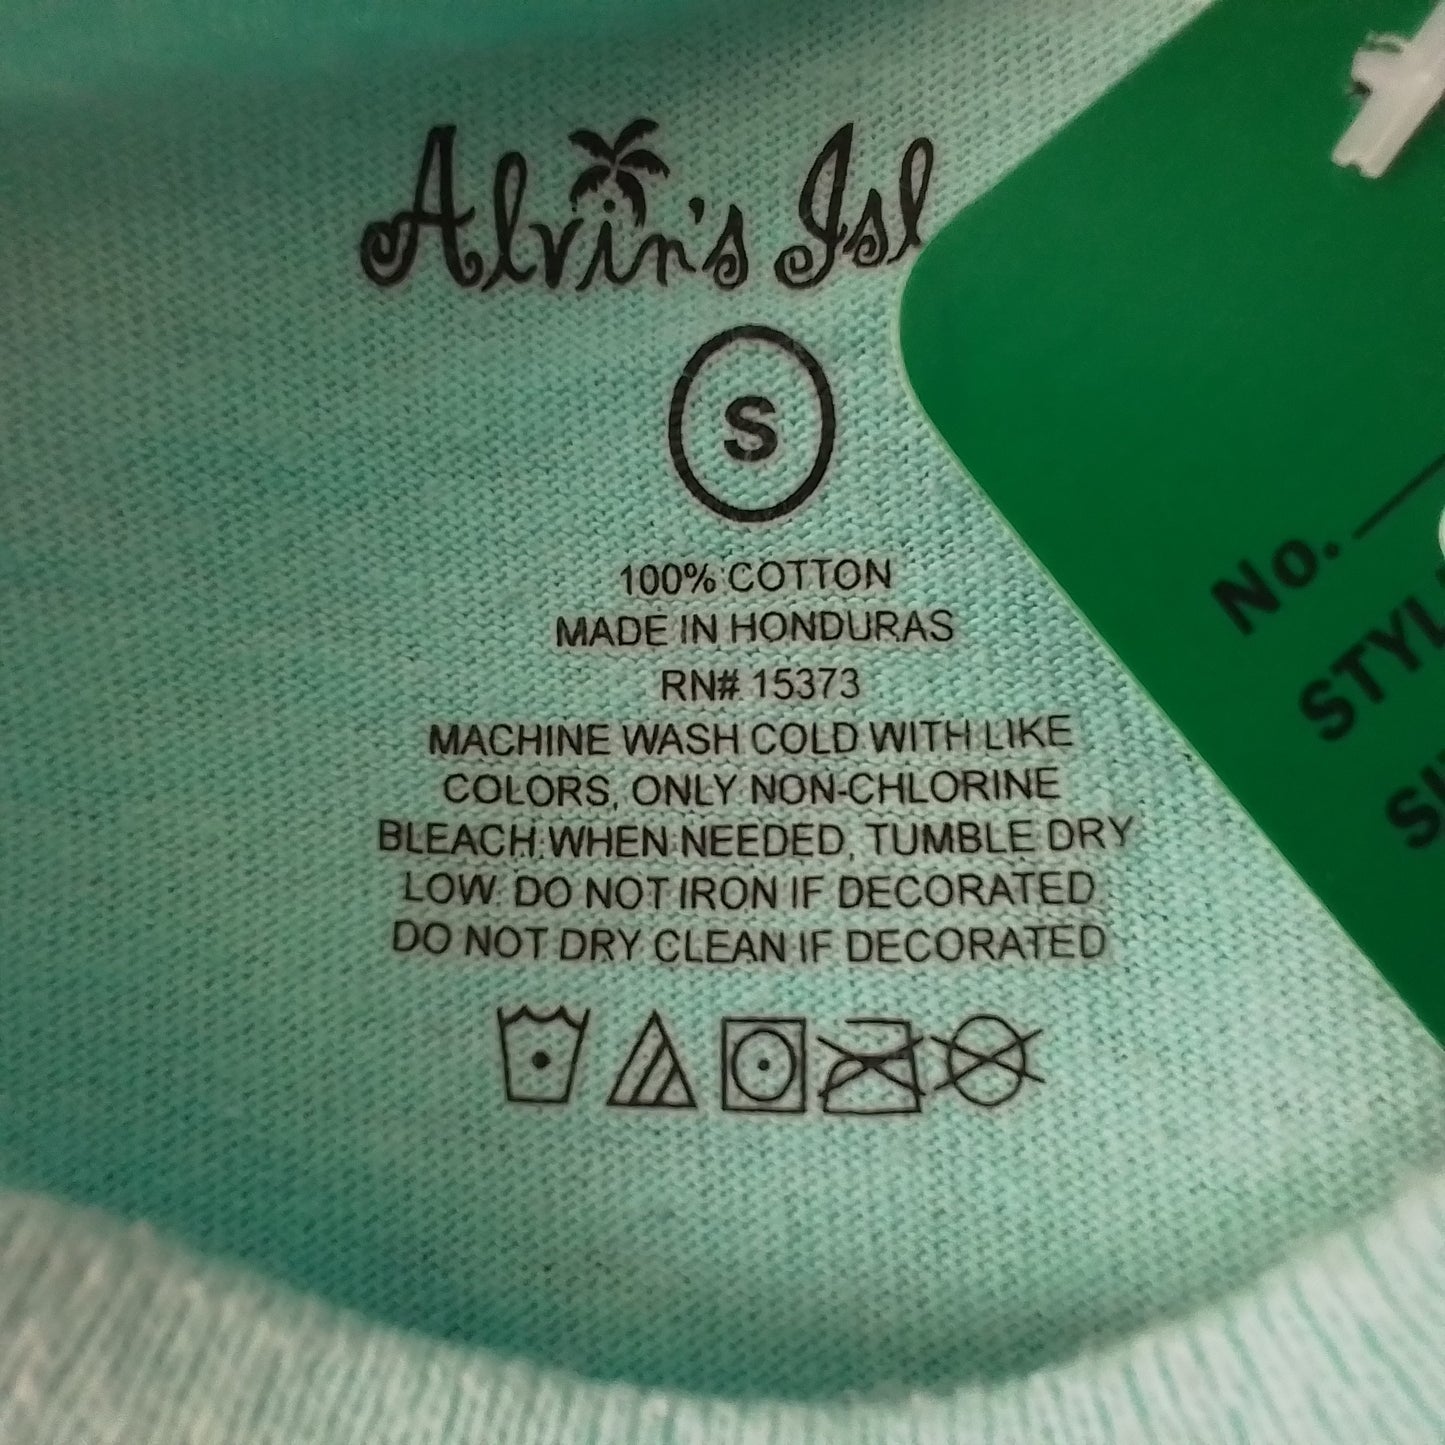 Alvin's Isl
S
100% COTTON
MADE IN HONDURAS
RN# 15373
MACHINE WASH COLD WITH LIKE
COLORS, ONLY NON-CHLORINE
BLEACH WHEN NEEDED, TUMBLE DRY
LOW. DO NOT IRON IF DECORATED
DO NOT DRY CLEAN IF DECORATED
No.
STYL